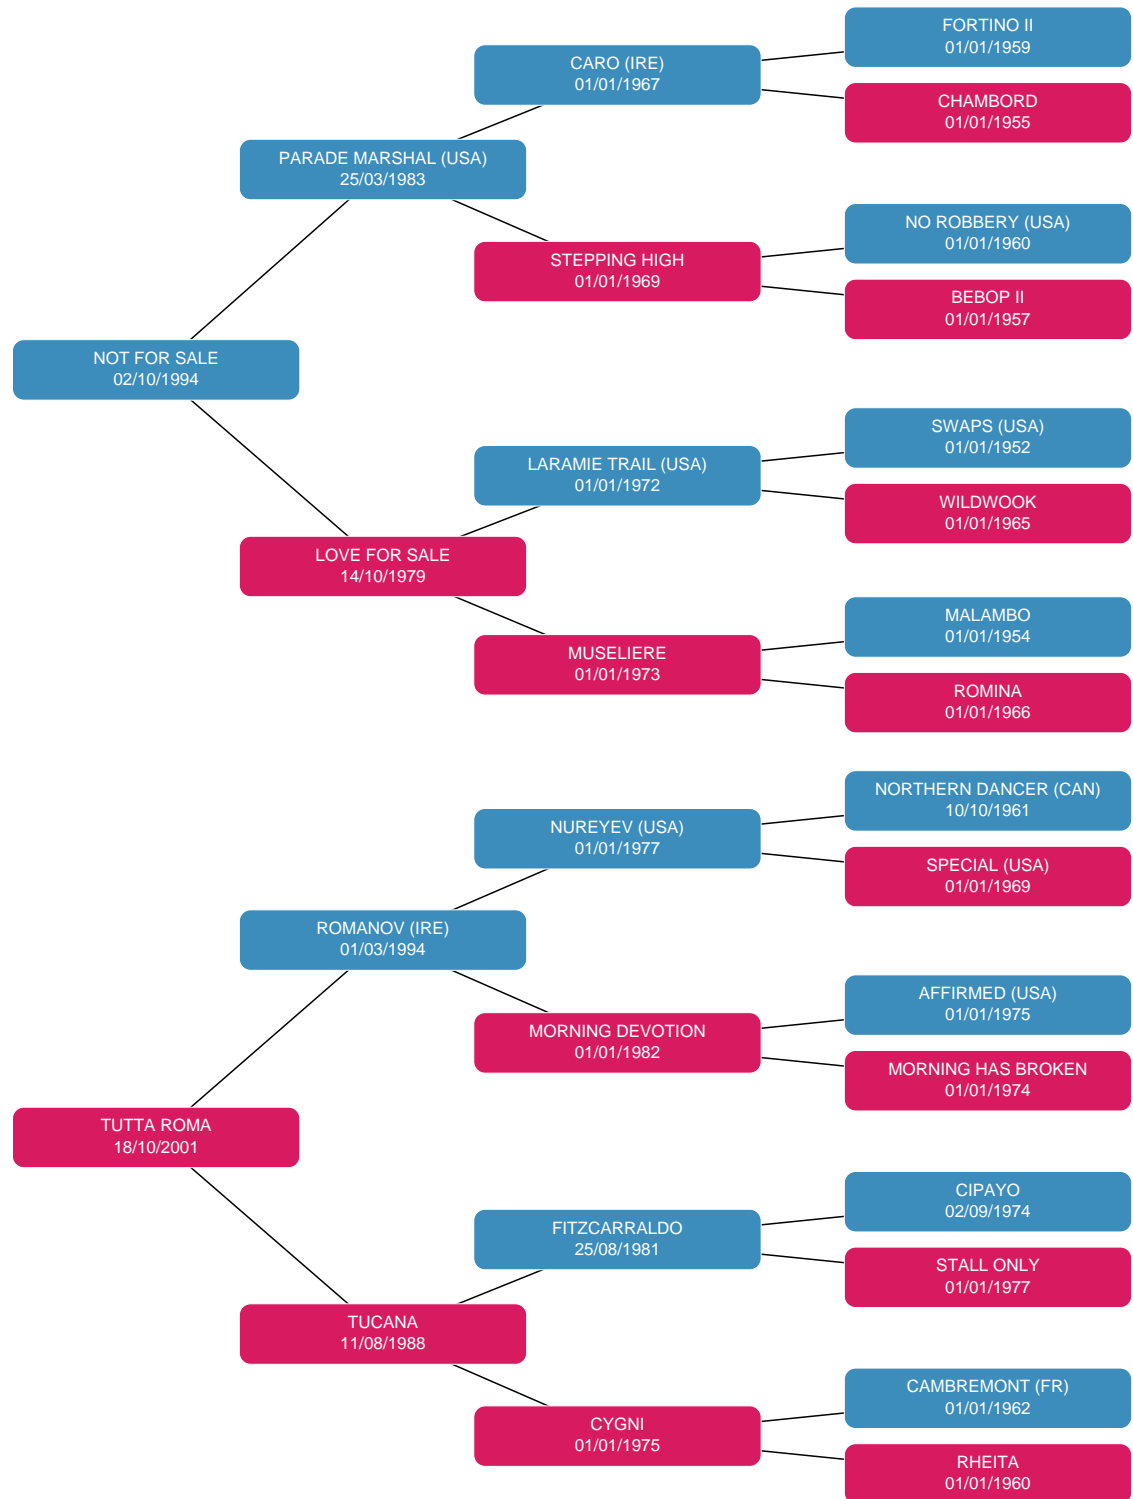 FORTINO II
01/01/1959
CARO (IRE)
01/01/1967
CHAMBORD
01/01/1955
PARADE MARSHAL (USA)
25/03/1983
NO ROBBERY (USA)
01/01/1960
STEPPING HIGH
01/01/1969
BEBOP II
01/01/1957
NOT FOR SALE
02/10/1994
SWAPS (USA)
01/01/1952
LARAMIE TRAIL (USA)
01/01/1972
WILDWOOK
01/01/1965
LOVE FOR SALE
14/10/1979
MALAMBO
01/01/1954
MUSELIERE
01/01/1973
ROMINA
01/01/1966
NORTHERN DANCER (CAN)
10/10/1961
NUREYEV (USA)
01/01/1977
SPECIAL (USA)
01/01/1969
ROMANOV (IRE)
01/03/1994
AFFIRMED (USA)
01/01/1975
MORNING DEVOTION
01/01/1982
MORNING HAS BROKEN
01/01/1974
TUTTA ROMA
18/10/2001
CIPAYO
02/09/1974
FITZCARRALDO
25/08/1981
STALL ONLY
01/01/1977
TUCANA
11/08/1988
CAMBREMONT (FR)
01/01/1962
CYGNI
01/01/1975
RHEITA
01/01/1960